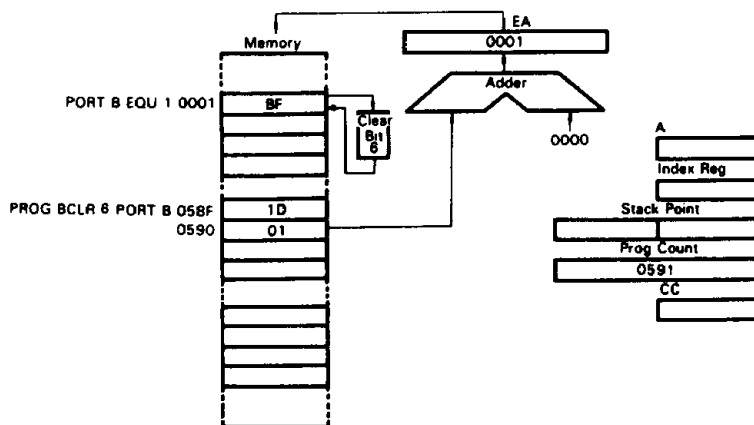 EA
0001
Memory
Adder
PORT B EQU 1 0001
BF
Clear
Bit
6
0000
A
Index Reg
PROG BCLR 6 PORT B 058F
1D
Stack Point
0590
01
Prog Count
0591
CC